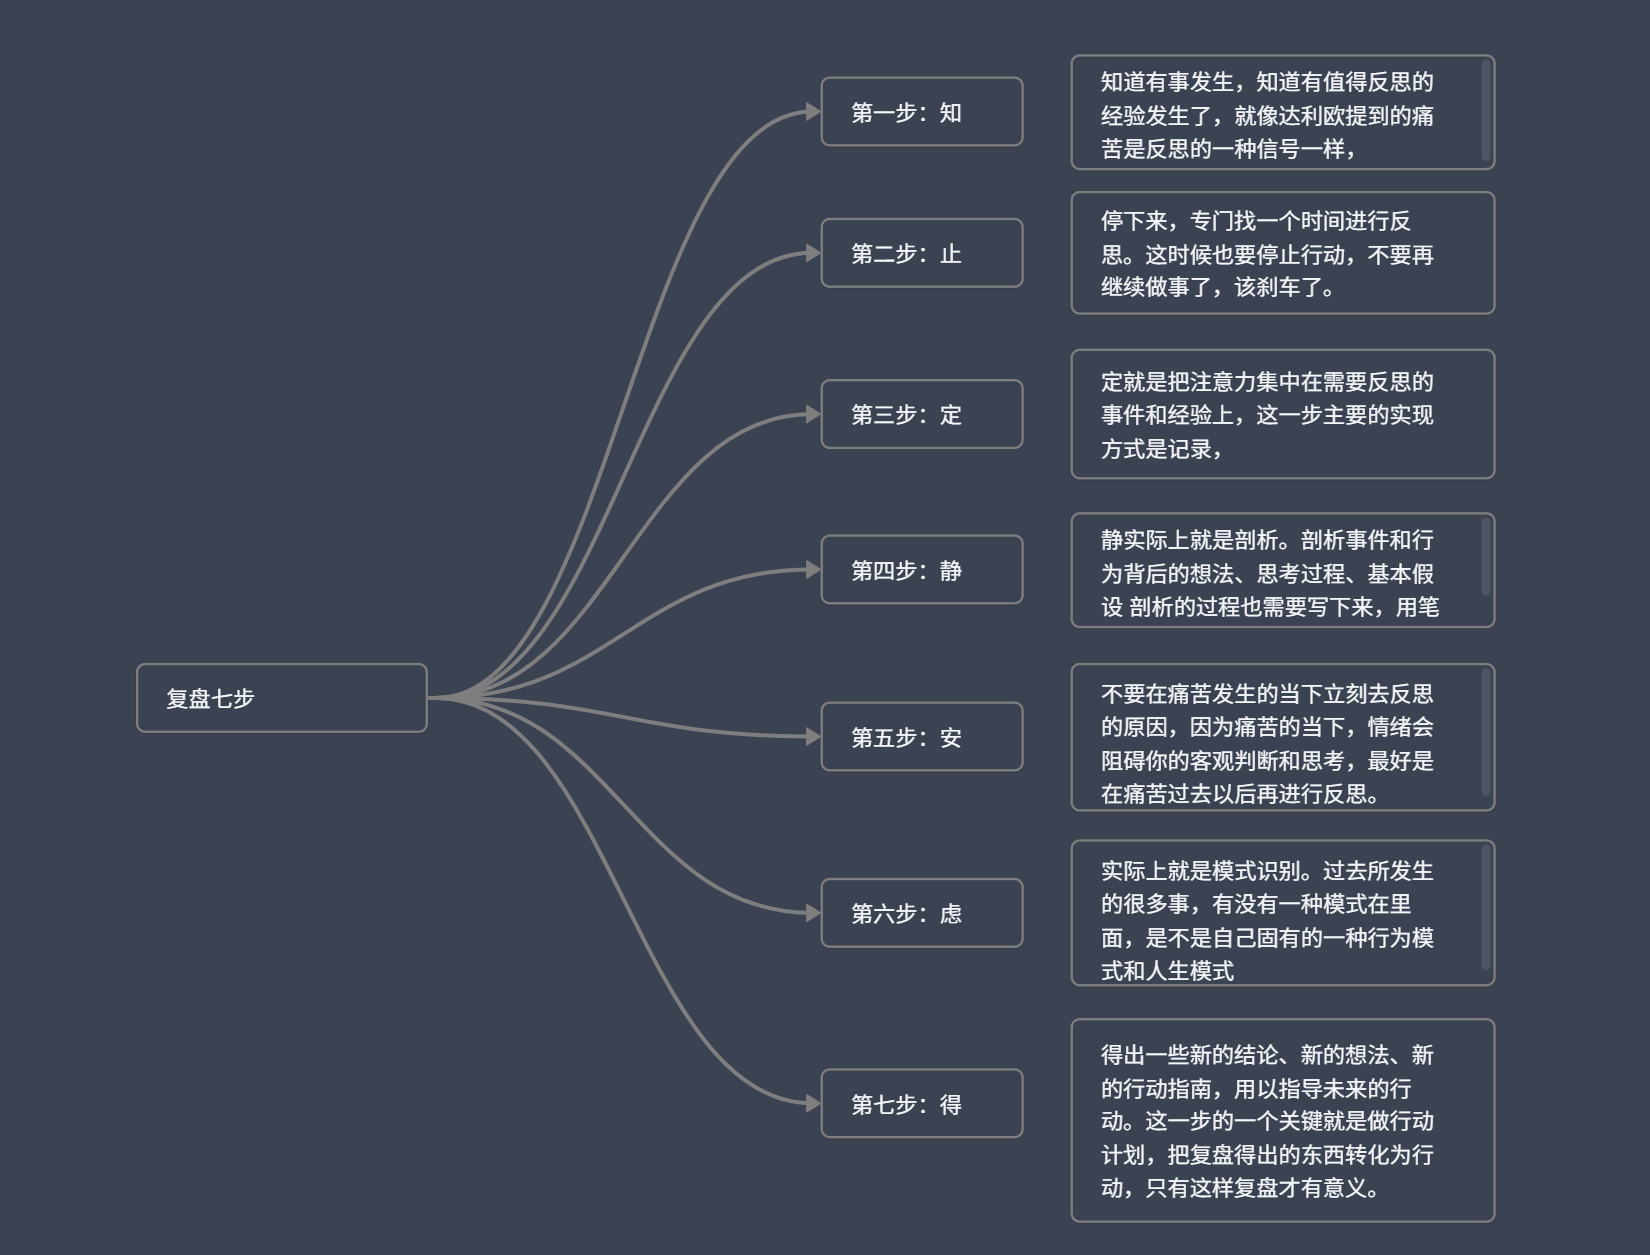 复盘七步
第一步：知
知道有事发生，知道有值得反思的
经验发生了，就像达利欧提到的痛
苦是反思的一种信号一样，
第二步：止
停下来，专门找一个时间进行反
思。这时候也要停止行动，不要再
继续做事了，该刹车了。
第三步：定
定就是把注意力集中在需要反思的
事件和经验上，这一步主要的实现
方式是记录，
第四步：静
静实际上就是剖析。剖析事件和行
为背后的想法、思考过程、基本假
设 剖析的过程也需要写下来，用笔
第五步：安
不要在痛苦发生的当下立刻去反思
的原因，因为痛苦的当下，情绪会
阻碍你的客观判断和思考，最好是
在痛苦过去以后再进行反思。
第六步：虑
实际上就是模式识别。过去所发生
的很多事，有没有一种模式在里
面，是不是自己固有的一种行为模
式和人生模式
第七步：得
得出一些新的结论、新的想法、新
的行动指南，用以指导未来的行
动。这一步的一个关键就是做行动
计划，把复盘得出的东西转化为行
动，只有这样复盘才有意义。